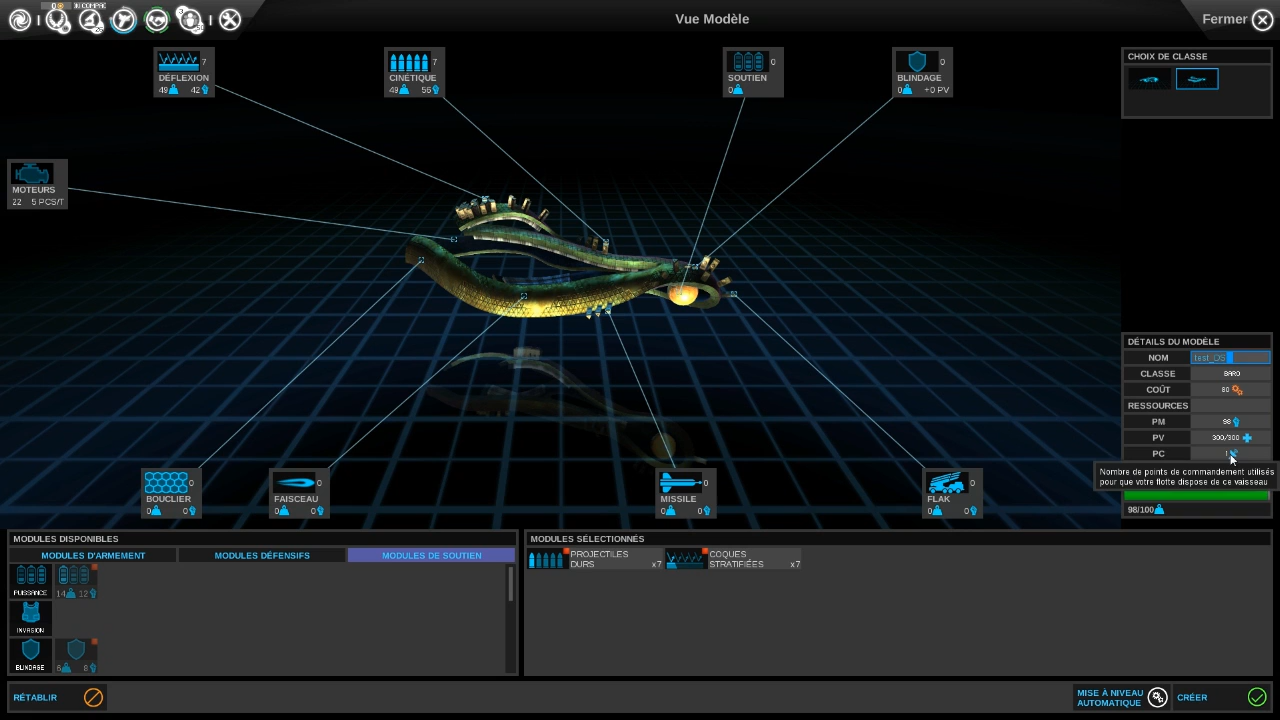 Vue Modèle
Fermer
DÉFLEXION
7
49 42
CINÉTIQUE
7
49 56
SOUTIEN
0
0
BLINDAGE
0
0 +0 PV
CHOIX DE CLASSE
MOTEURS
22 5 PCS/T
DÉTAILS DU MODÈLE
NOM test_DS
CLASSE BARO
COÛT 80
RESSOURCES
PM 98
PV 300/300
PC 1
Nombre de points de commandement utilisés
pour que votre flotte dispose de ce vaisseau
98/100
BOUCLIER
0
0 0
FAISCEAU
0
0 0
MISSILE
0
0 0
FLAK
0
0 0
MODULES DISPONIBLES
MODULES D'ARMEMENT MODULES DÉFENSIFS MODULES DE SOUTIEN
PUISSANCE
14 12
INVASION
BLINDAGE
6 8
MODULES SÉLECTIONNÉS
PROJECTILES
DURS x7
COQUES
STRATIFIÉES x7
RÉTABLIR
MISE À NIVEAU
AUTOMATIQUE
CRÉER